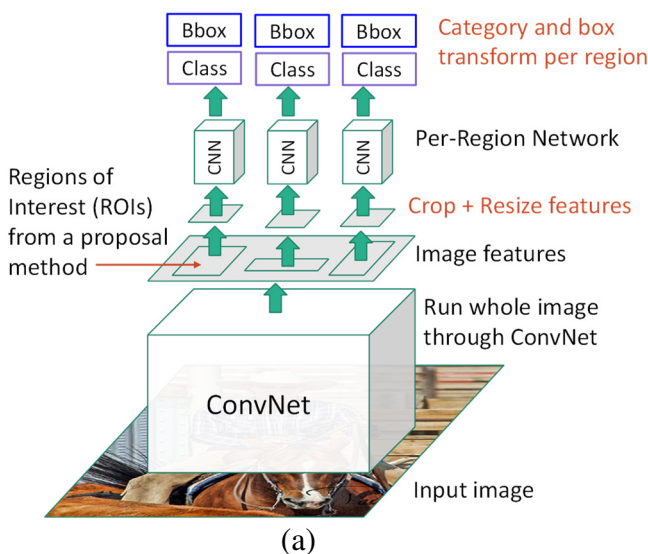 Bbox
Bbox
Bbox
Category and box
transform per region
Class
Class
Class
CNN
CNN
CNN
Per-Region Network
Regions of
Interest (ROIs)
from a proposal
method
Crop + Resize features
Image features
Run whole image
through ConvNet
ConvNet
Input image
(a)